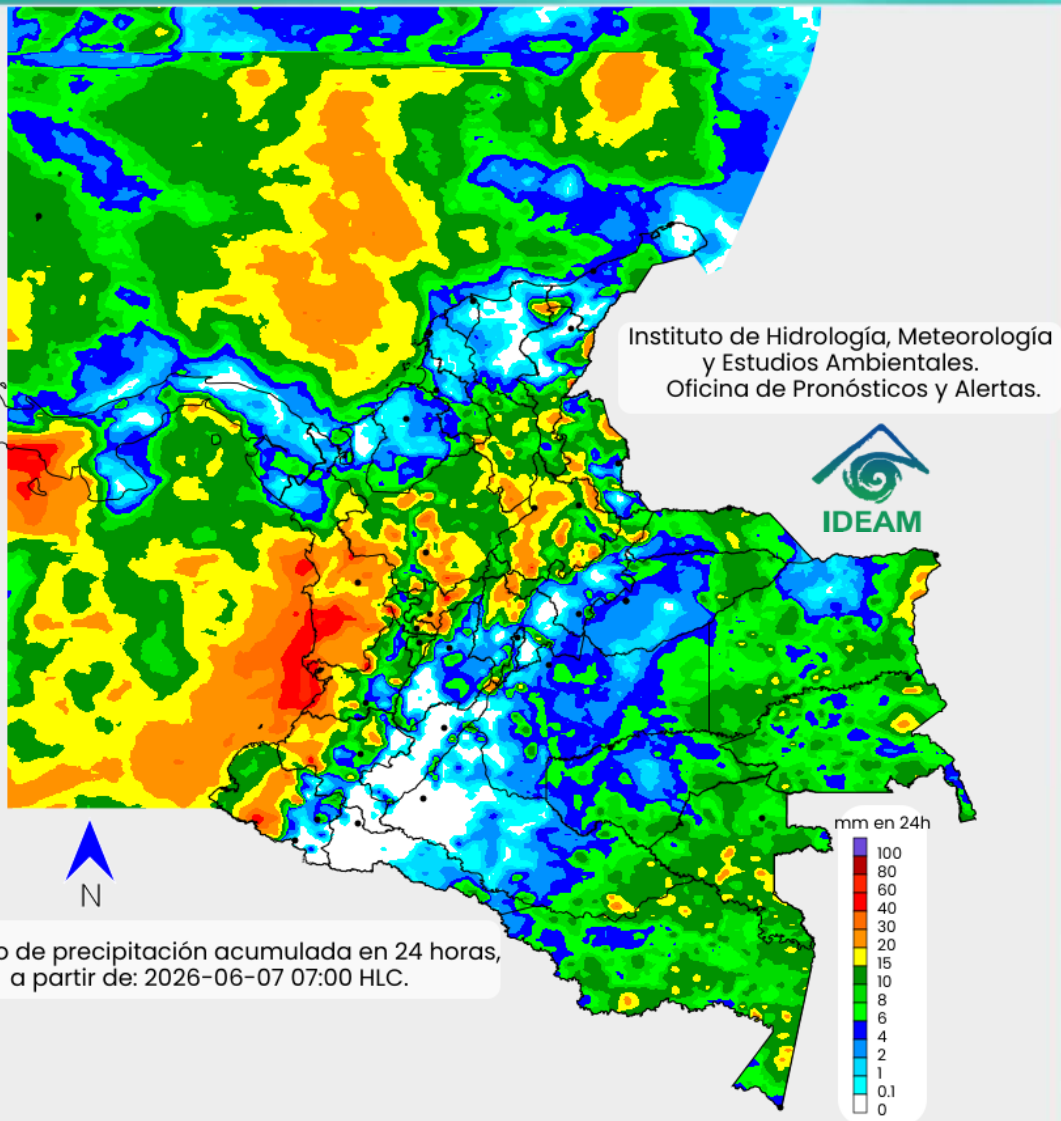 Instituto de Hidrología, Meteorología
y Estudios Ambientales.
Oficina de Pronósticos y Alertas.
IDEAM
mm en 24h
100
80
60
40
30
20
15
10
8
6
4
2
1
0.1
0
N
de precipitación acumulada en 24 horas,
a partir de: 2026-06-07 07:00 HLC.